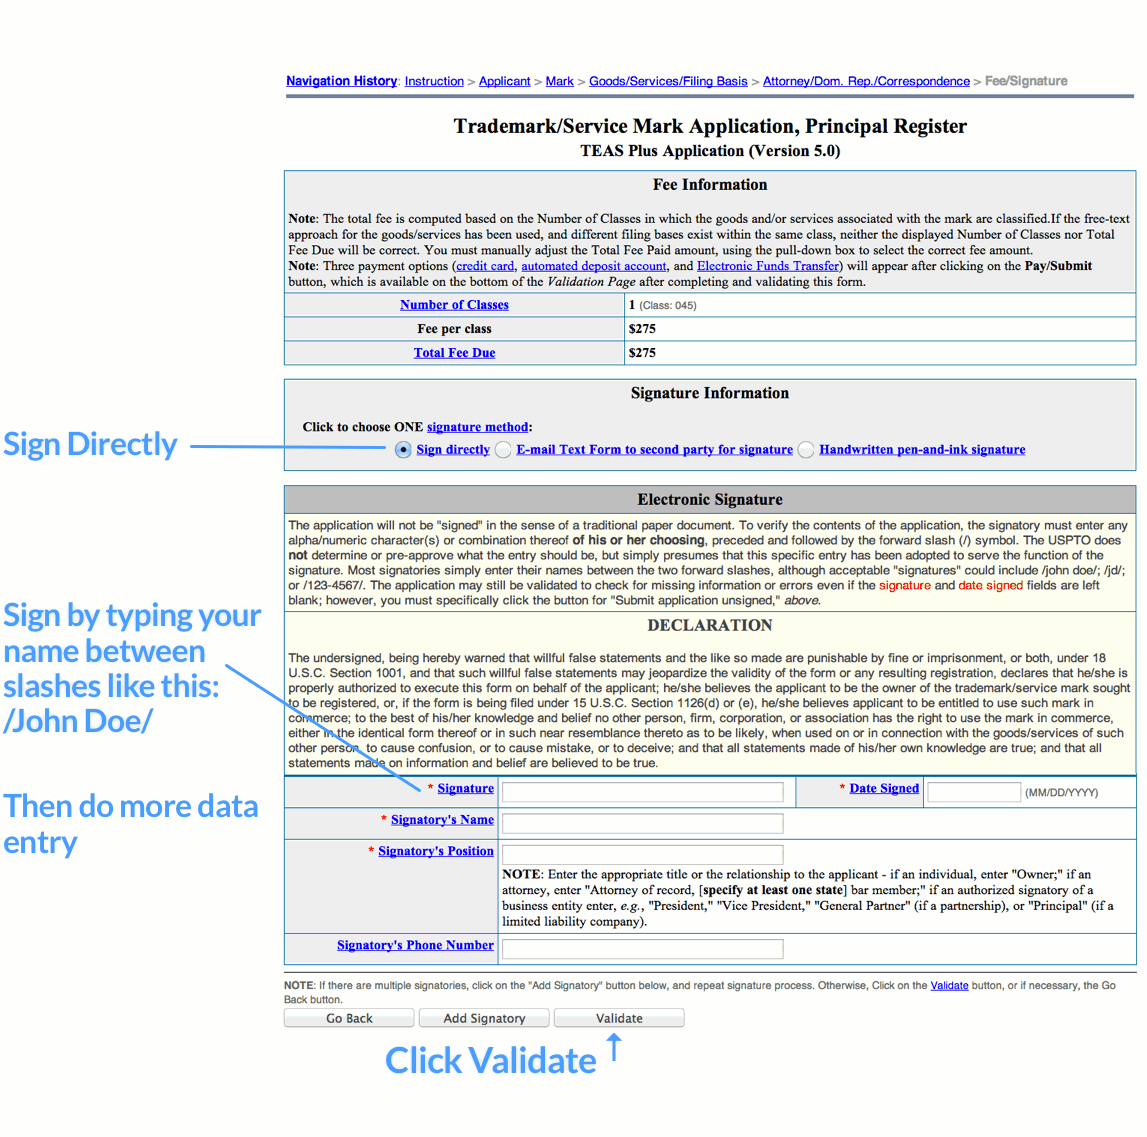 Navigation History: Instruction > Applicant > Mark > Goods/Services/Filing Basis > Attorney/Dom. Rep./Correspondence > Fee/Signature
Trademark/Service Mark Application, Principal Register
TEAS Plus Application (Version 5.0)
Fee Information
Note: The total fee is computed based on the Number of Classes in which the goods and/or services associated with the mark are classified.If the free-text
approach for the goods/services has been used, and different filing bases exist within the same class, neither the displayed Number of Classes nor Total
Fee Due will be correct. You must manually adjust the Total Fee Paid amount, using the pull-down box to select the correct fee amount.
Note: Three payment options (credit card, automated deposit account, and Electronic Funds Transfer) will appear after clicking on the Pay/Submit
button, which is available on the bottom of the Validation Page after completing and validating this form.
Number of Classes 1 (Class: 045)
Fee per class $275
Total Fee Due $275
Signature Information
Click to choose ONE signature method:
Sign Directly
Sign directly E-mail Text Form to second party for signature Handwritten pen-and-ink signature
Electronic Signature
The application will not be "signed" in the sense of a traditional paper document. To verify the contents of the application, the signatory must enter any
alpha/numeric character(s) or combination thereof of his or her choosing, preceded and followed by the forward slash (/) symbol. The USPTO does
not determine or pre-approve what the entry should be, but simply presumes that this specific entry has been adopted to serve the function of the
signature. Most signatories simply enter their names between the two forward slashes, although acceptable "signatures" could include /john doe/; /jd/;
or /123-4567/. The application may still be validated to check for missing information or errors even if the signature and date signed fields are left
blank; however, you must specifically click the button for "Submit application unsigned," above.
DECLARATION
The undersigned, being hereby warned that willful false statements and the like so made are punishable by fine or imprisonment, or both, under 18
U.S.C. Section 1001, and that such willful false statements may jeopardize the validity of the form or any resulting registration, declares that he/she is
properly authorized to execute this form on behalf of the applicant; he/she believes the applicant to be the owner of the trademark/service mark sought
to be registered, or, if the form is being filed under 15 U.S.C. Section 1126(d) or (e), he/she believes applicant to be entitled to use such mark in
commerce; to the best of his/her knowledge and belief no other person, firm, corporation, or association has the right to use the mark in commerce,
either in the identical form thereof or in such near resemblance thereto as to be likely, when used on or in connection with the goods/services of such
other person, to cause confusion, or to cause mistake, or to deceive; and that all statements made of his/her own knowledge are true; and that all
statements made on information and belief are believed to be true.
Sign by typing your
name between
slashes like this:
/John Doe/
Then do more data
entry
* Signature * Date Signed (MM/DD/YYYY)
* Signatory's Name
* Signatory's Position
NOTE: Enter the appropriate title or the relationship to the applicant - if an individual, enter "Owner;" if an
attorney, enter "Attorney of record, [specify at least one state] bar member;" if an authorized signatory of a
business entity enter, e.g., "President," "Vice President," "General Partner" (if a partnership), or "Principal" (if a
limited liability company).
Signatory's Phone Number
NOTE: If there are multiple signatories, click on the "Add Signatory" button below, and repeat signature process. Otherwise, Click on the Validate button, or if necessary, the Go
Back button.
Go Back Add Signatory Validate
Click Validate